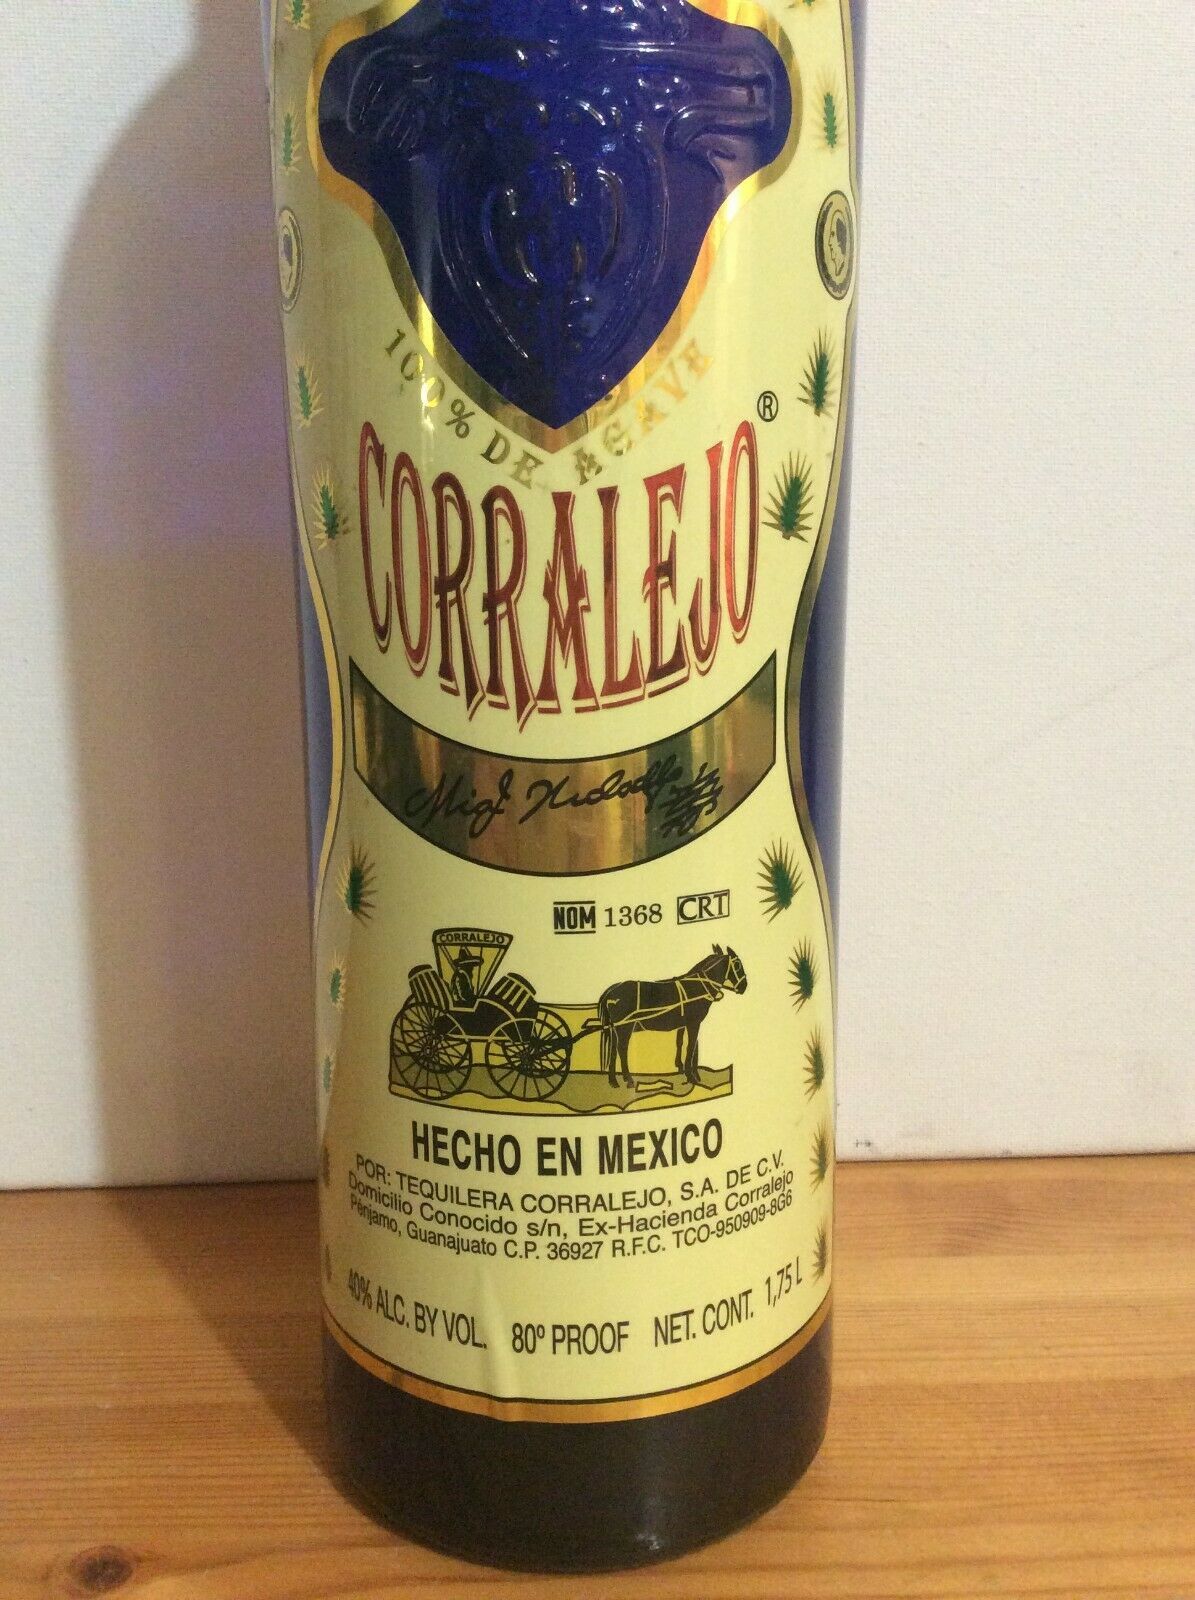 100% DE AGAVE
CORRALEJO®
NOM 1368 CRT
CORRALEJO
HECHO EN MEXICO
POR: TEQUILERA CORRALEJO, S.A. DE C.V.
Domicilio Conocido s/n, Ex-Hacienda Corralejo
Pénjamo, Guanajuato C.P. 36927 R.F.C. TCO-950909-8G6
40% ALC. BY VOL. 80º PROOF NET. CONT. 1,75 L